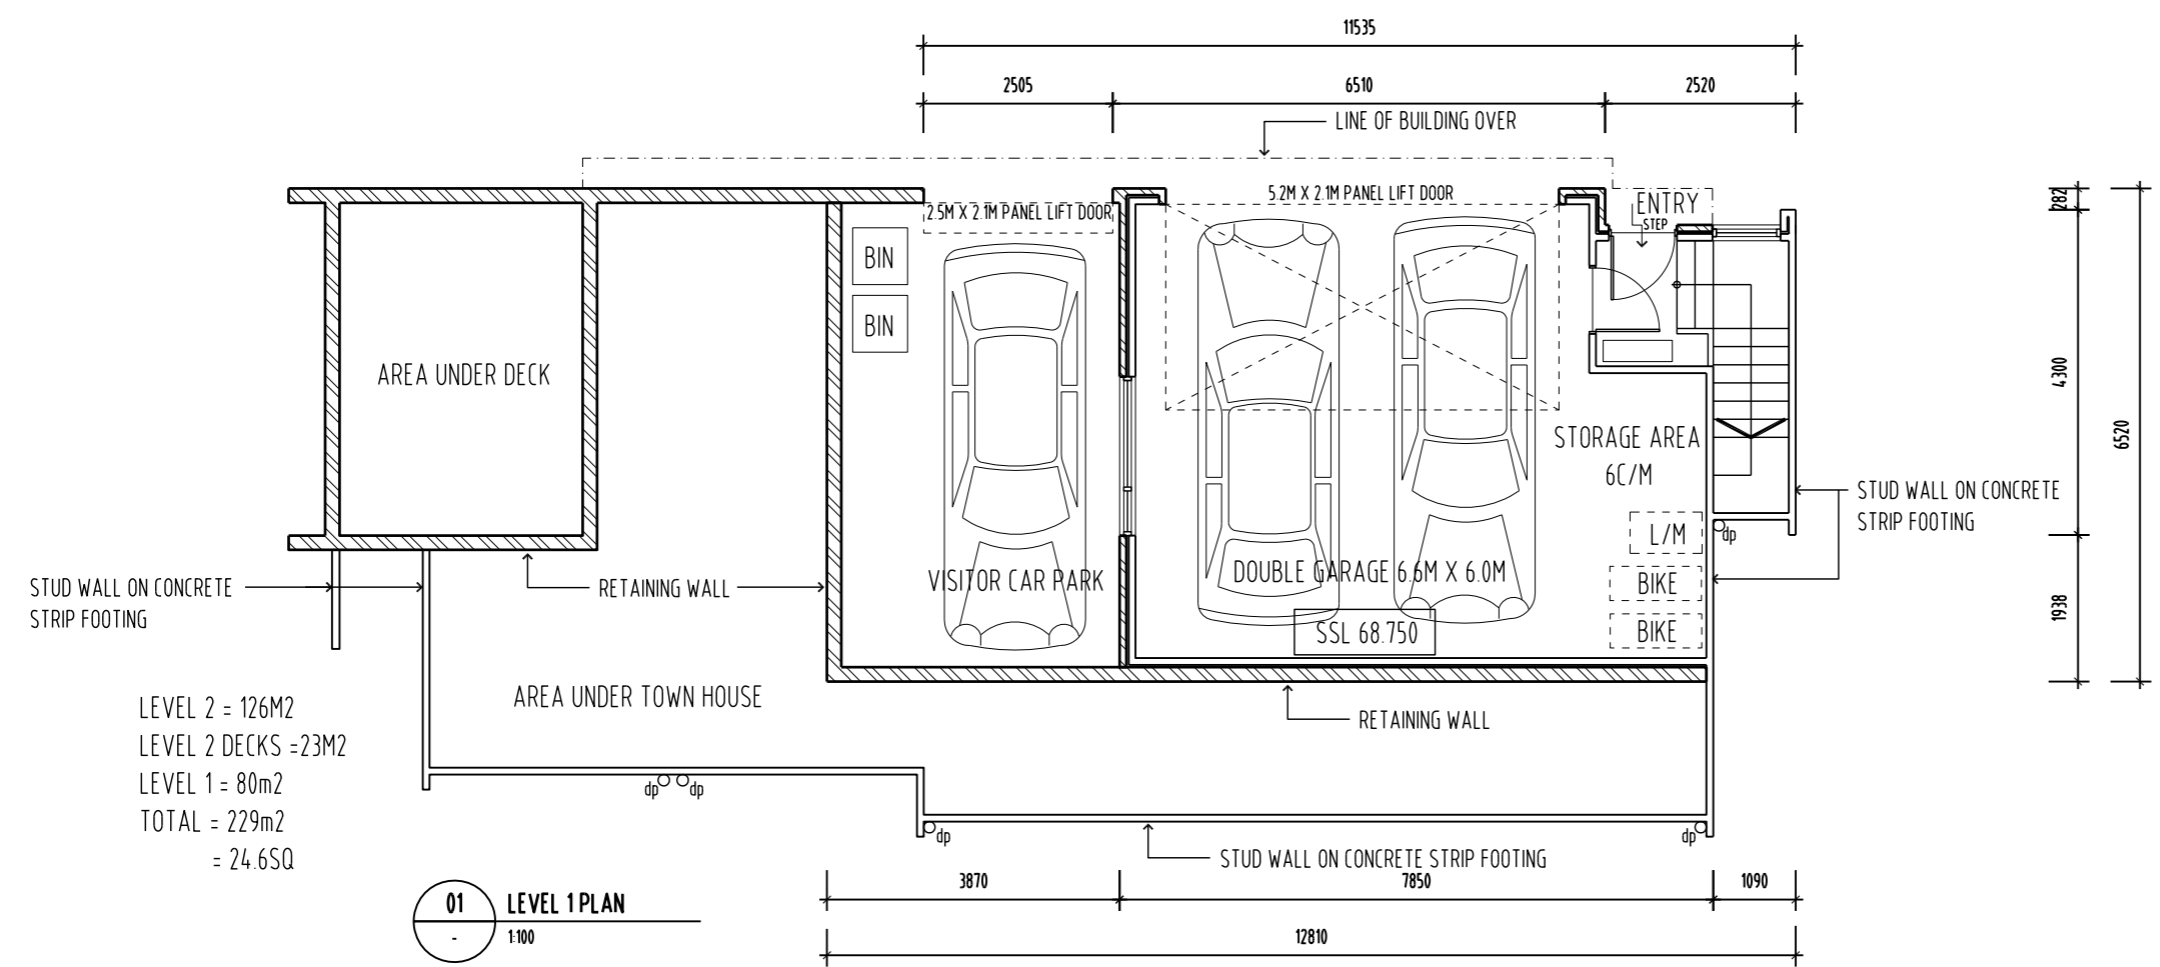 11535
2505
6510
2520
LINE OF BUILDING OVER
5.2M X 2.1M PANEL LIFT DOOR
2.5M X 2.1M PANEL LIFT DOOR
ENTRY
STEP
282
BIN
BIN
AREA UNDER DECK
4300
6520
STORAGE AREA
6C/M
STUD WALL ON CONCRETE
STRIP FOOTING
L/M
dp
BIKE
BIKE
1938
VISITOR CAR PARK
DOUBLE GARAGE 6.6M X 6.0M
SSL 68.750
STUD WALL ON CONCRETE
STRIP FOOTING
RETAINING WALL
AREA UNDER TOWN HOUSE
RETAINING WALL
LEVEL 2 = 126M2
LEVEL 2 DECKS =23M2
LEVEL 1 = 80m2
TOTAL = 229m2
= 24.6SQ
dp
dp
dp
dp
STUD WALL ON CONCRETE STRIP FOOTING
3870
7850
1090
12810
01
-
LEVEL 1 PLAN
1:100